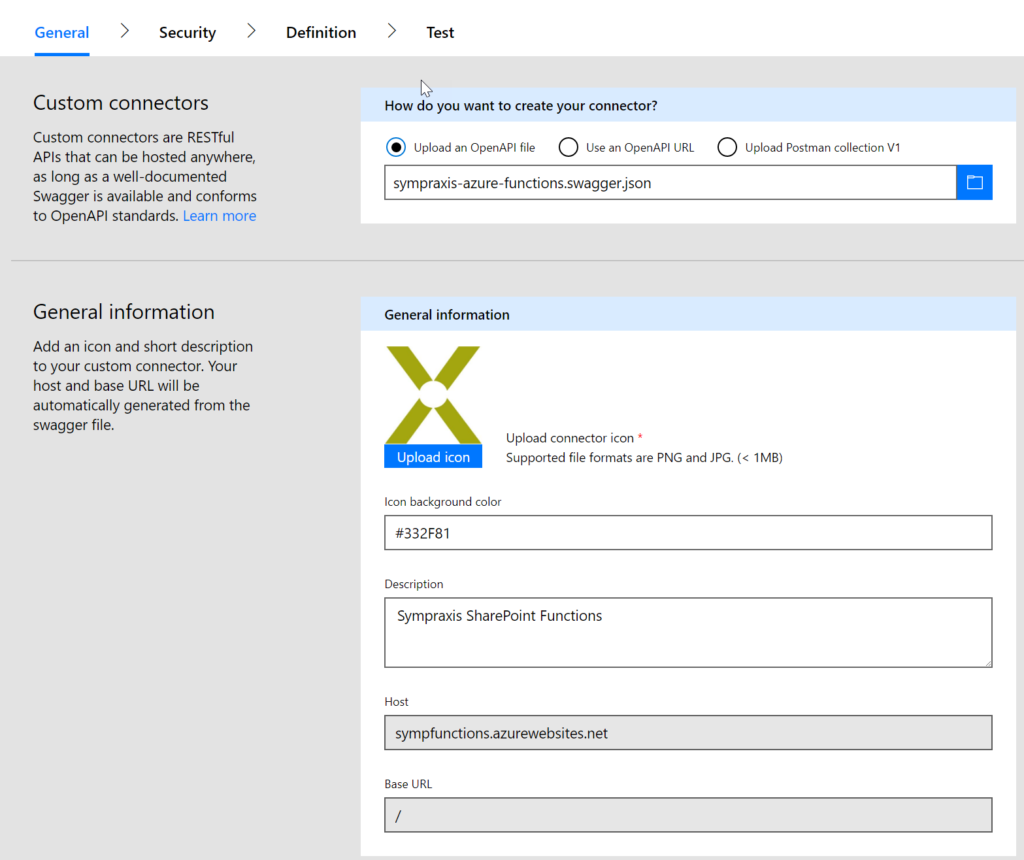 General
Security
Definition
Test
Custom connectors
Custom connectors are RESTful
APIs that can be hosted anywhere,
as long as a well-documented
Swagger is available and conforms
to OpenAPI standards. Learn more
How do you want to create your connector?
Upload an OpenAPI file
Use an OpenAPI URL
Upload Postman collection V1
sympraxis-azure-functions.swagger.json
General information
Add an icon and short description
to your custom connector. Your
host and base URL will be
automatically generated from the
swagger file.
General information
Upload icon
Upload connector icon *
Supported file formats are PNG and JPG. (< 1MB)
Icon background color
#332F81
Description
Sympraxis SharePoint Functions
Host
sympfunctions.azurewebsites.net
Base URL
/